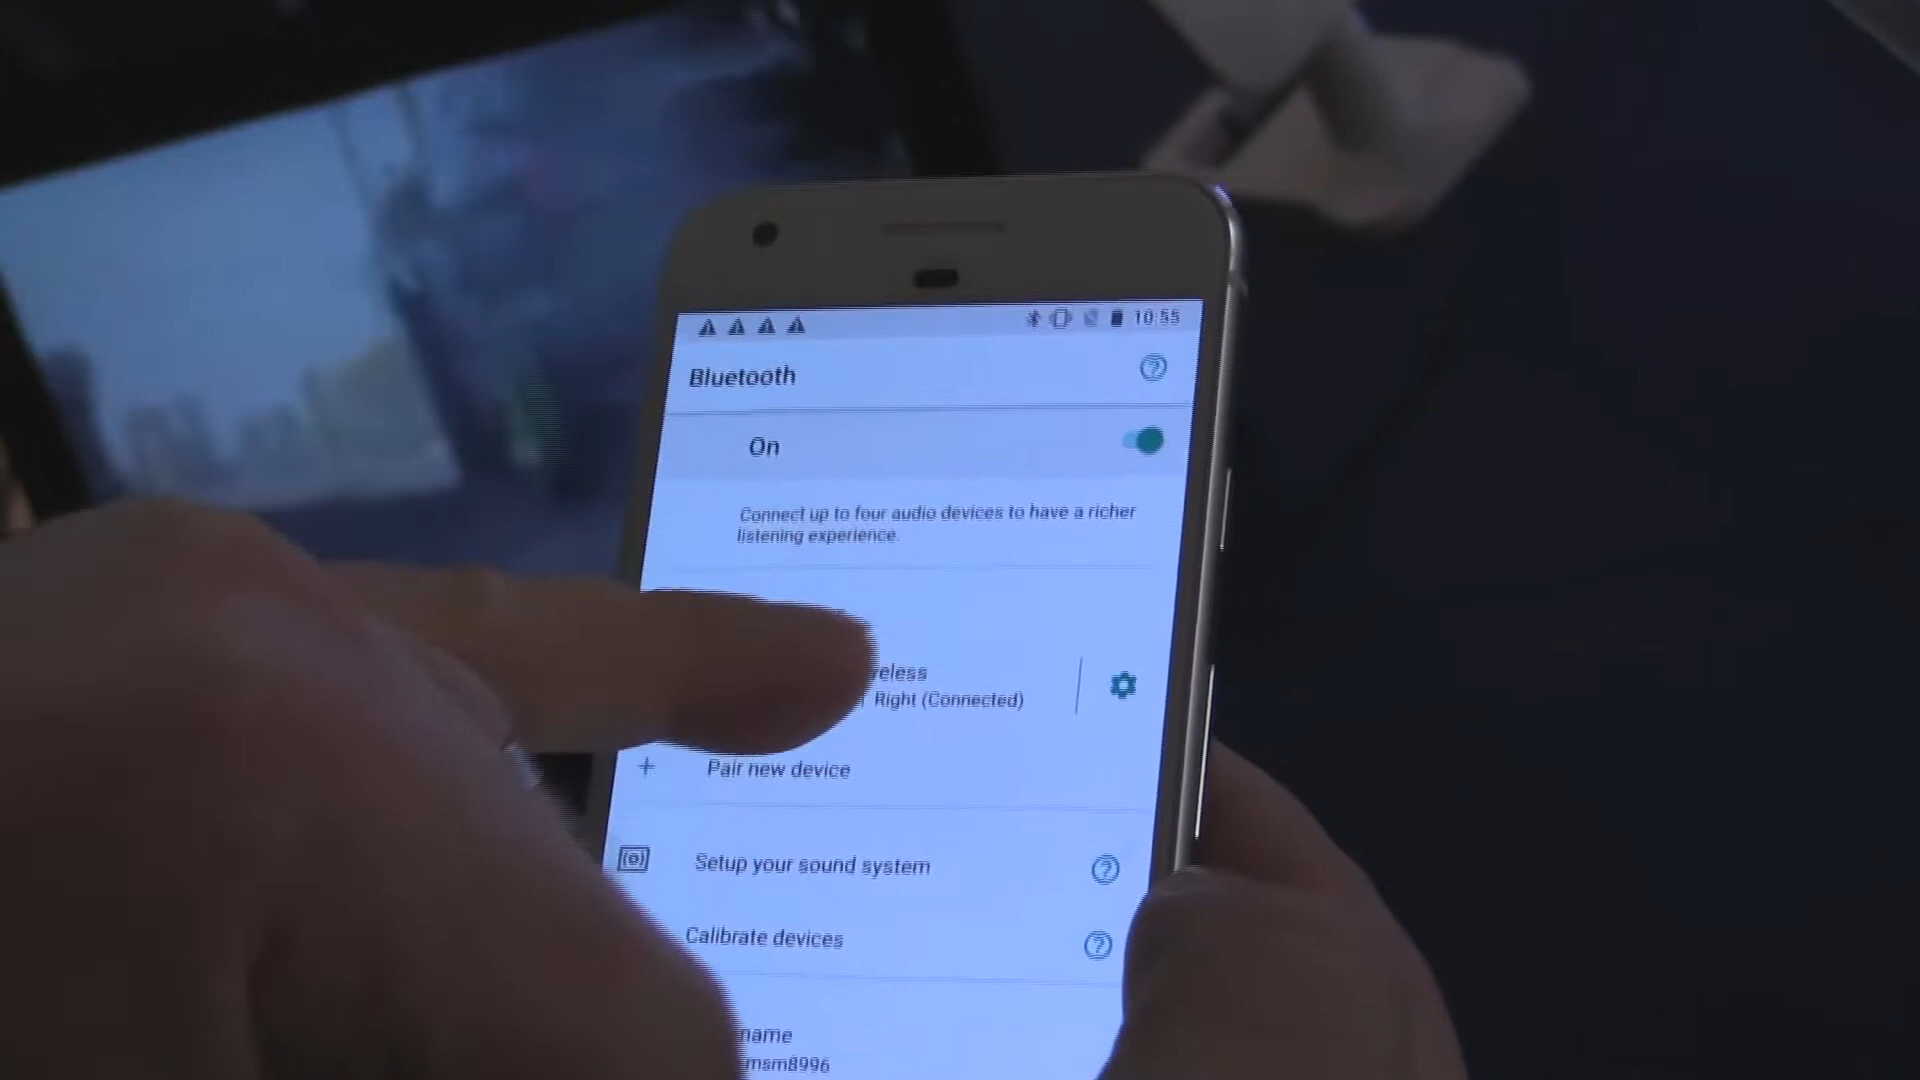 10:55
Bluetooth
On
Connect up to four audio devices to have a richer
listening experience.
reless
Right (Connected)
Pair new device
Setup your sound system
Calibrate devices
name
msm8996